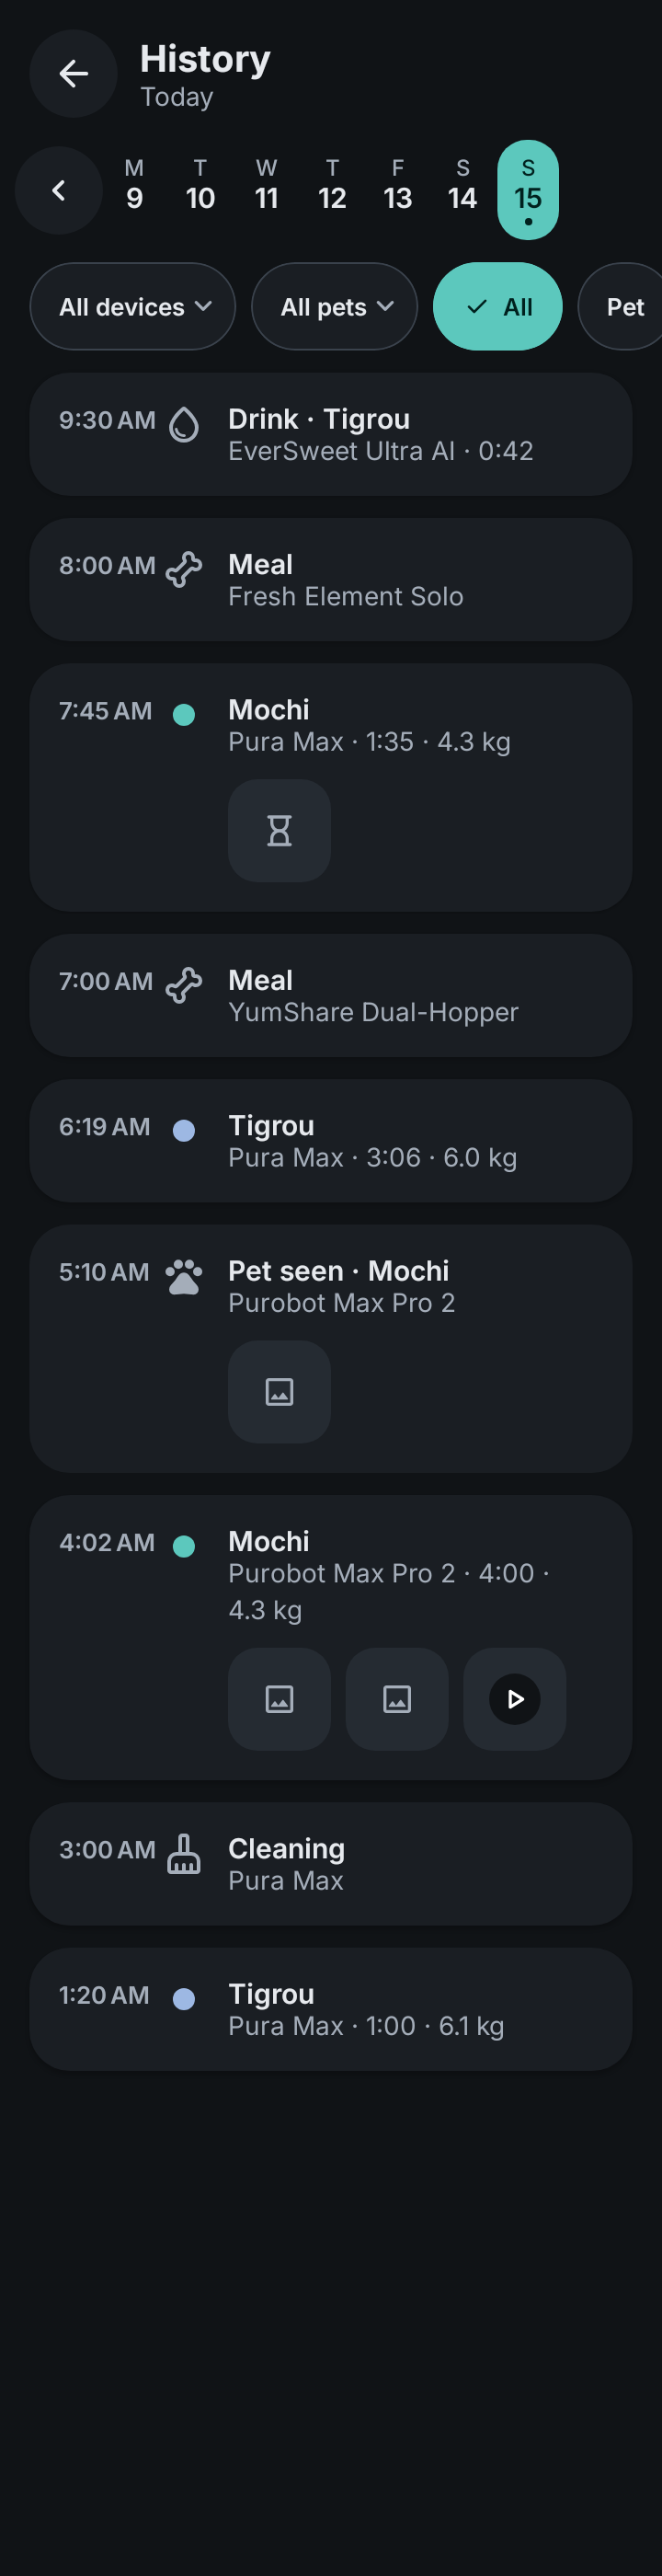 History
Today
M T W T F S S
9 10 11 12 13 14 15
All devices All pets All Pet
9:30 AM Drink · Tigrou
EverSweet Ultra AI · 0:42
8:00 AM Meal
Fresh Element Solo
7:45 AM Mochi
Pura Max · 1:35 · 4.3 kg
7:00 AM Meal
YumShare Dual-Hopper
6:19 AM Tigrou
Pura Max · 3:06 · 6.0 kg
5:10 AM Pet seen · Mochi
Purobot Max Pro 2
4:02 AM Mochi
Purobot Max Pro 2 · 4:00 ·
4.3 kg
3:00 AM Cleaning
Pura Max
1:20 AM Tigrou
Pura Max · 1:00 · 6.1 kg